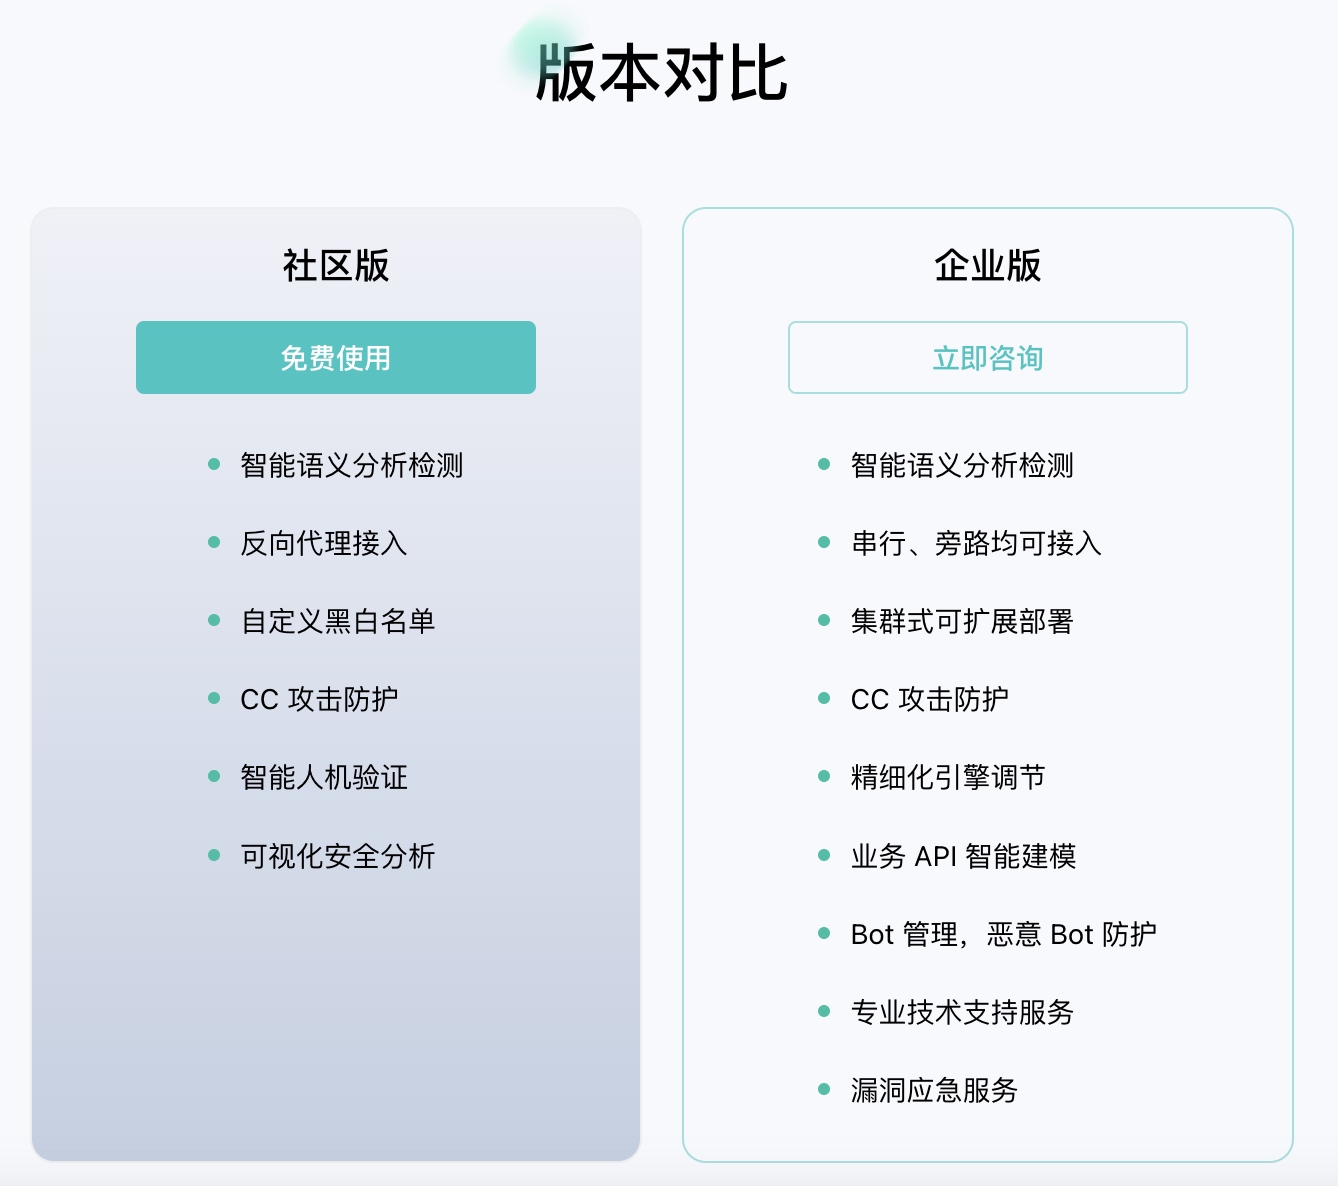 版本对比
社区版
免费使用
智能语义分析检测
反向代理接入
自定义黑白名单
CC 攻击防护
智能人机验证
可视化安全分析
企业版
立即咨询
智能语义分析检测
串行、旁路均可接入
集群式可扩展部署
CC 攻击防护
精细化引擎调节
业务 API 智能建模
Bot 管理，恶意 Bot 防护
专业技术支持服务
漏洞应急服务